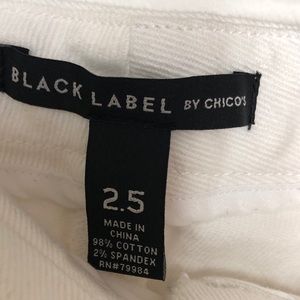 BLACK LABEL BY CHICO'S
2.5
MADE IN
CHINA
98% COTTON
2% SPANDEX
RN#79984